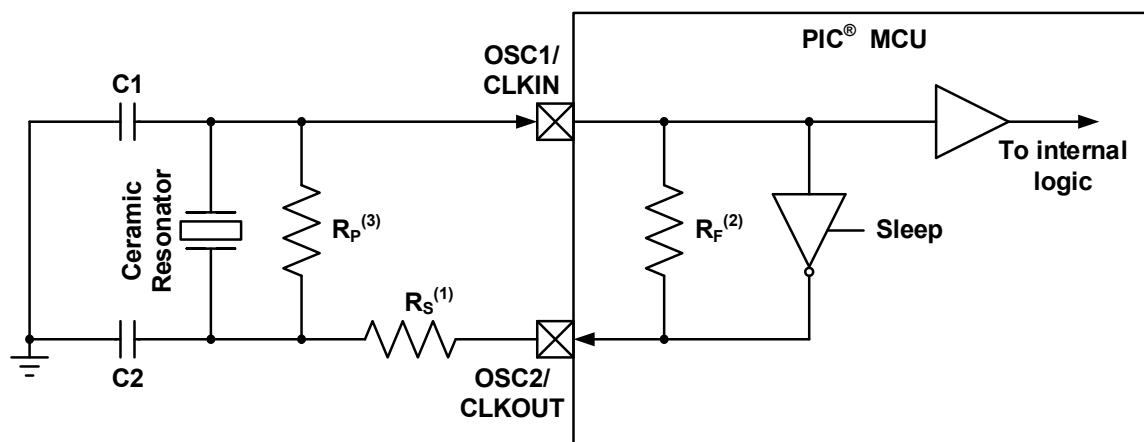 PIC® MCU
OSC1/
CLKIN
C1
To internal
logic
Ceramic
Resonator
RP(3)
RF(2)
Sleep
RS(1)
C2
OSC2/
CLKOUT